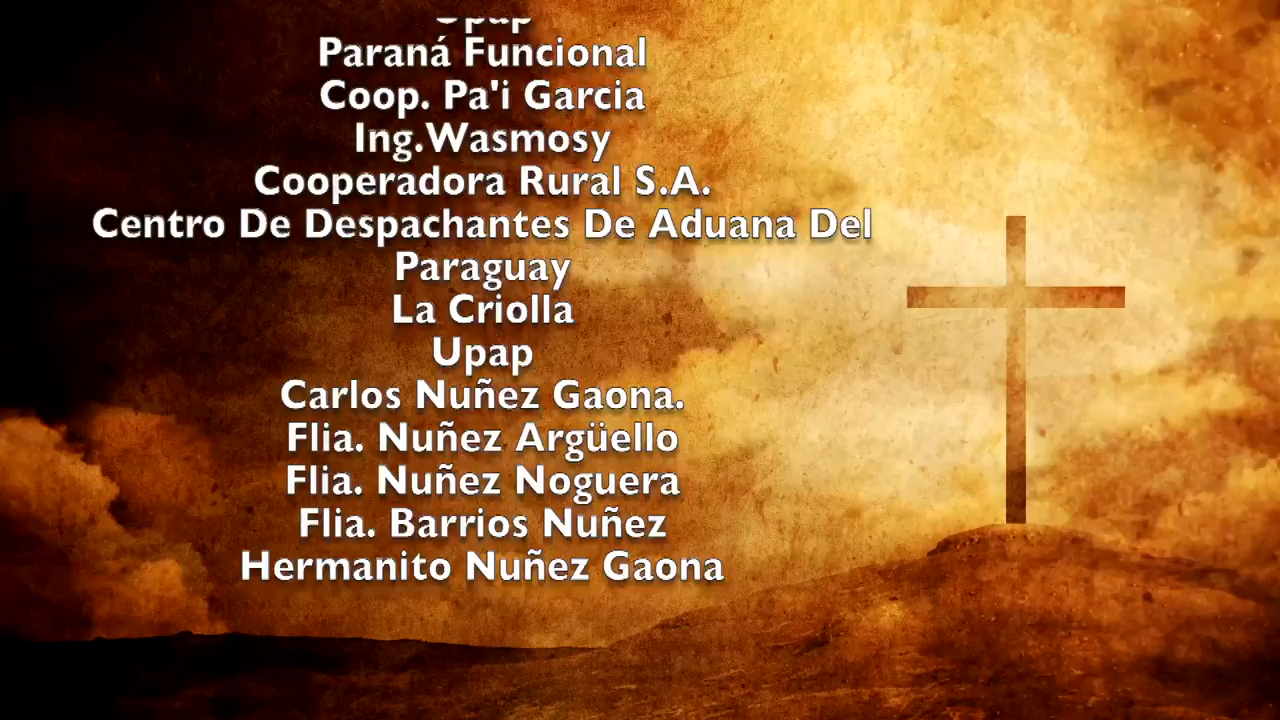 Paraná Funcional
Coop. Pa'i Garcia
Ing.Wasmosy
Cooperadora Rural S.A.
Centro De Despachantes De Aduana Del
Paraguay
La Criolla
Upap
Carlos Nuñez Gaona.
Flia. Nuñez Argüello
Flia. Nuñez Noguera
Flia. Barrios Nuñez
Hermanito Nuñez Gaona